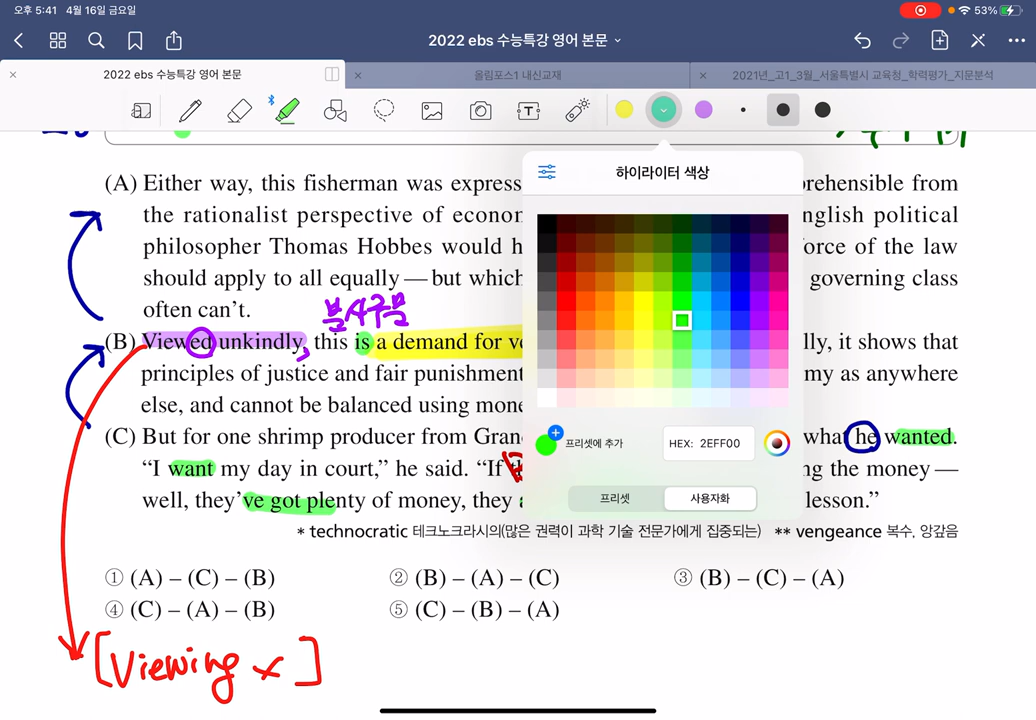 오후 5:41 4월 16일 금요일
53%
2022 ebs 수능특강 영어 본문
2022 ebs 수능특강 영어 본문
올림포스1 내신교재
2021년_고1_3월_서울특별시 교육청_학력평가_지문분석
하이라이터 색상
(A) Either way, this fisherman was express prehensible from
the rationalist perspective of econom nglish political
philosopher Thomas Hobbes would h orce of the law
should apply to all equally — but which governing class
often can't.
분사구문
(B) Viewed unkindly, this is a demand for ve lly, it shows that
principles of justice and fair punishment my as anywhere
else, and cannot be balanced using mone
프리셋에 추가
HEX: 2EFF00
(C) But for one shrimp producer from Gran what he wanted.
“I want my day in court,” he said. “If th ng the money —
well, they've got plenty of money, they a lesson.”
프리셋
사용자화
* technocratic 테크노크라시의(많은 권력이 과학 기술 전문가에게 집중되는) ** vengeance 복수, 앙갚음
① (A) – (C) – (B) ② (B) – (A) – (C) ③ (B) – (C) – (A)
④ (C) – (A) – (B) ⑤ (C) – (B) – (A)
[Viewing x]